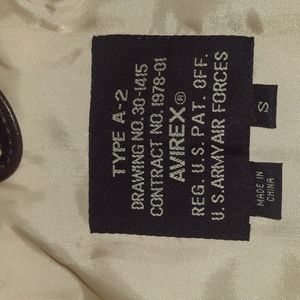 TYPE A-2
DRAWING NO. 30-1415
CONTRACT NO. 1978-01
AVIREX®
REG. U.S. PAT. OFF.
U.S. ARMY AIR FORCES
S
MADE IN
CHINA